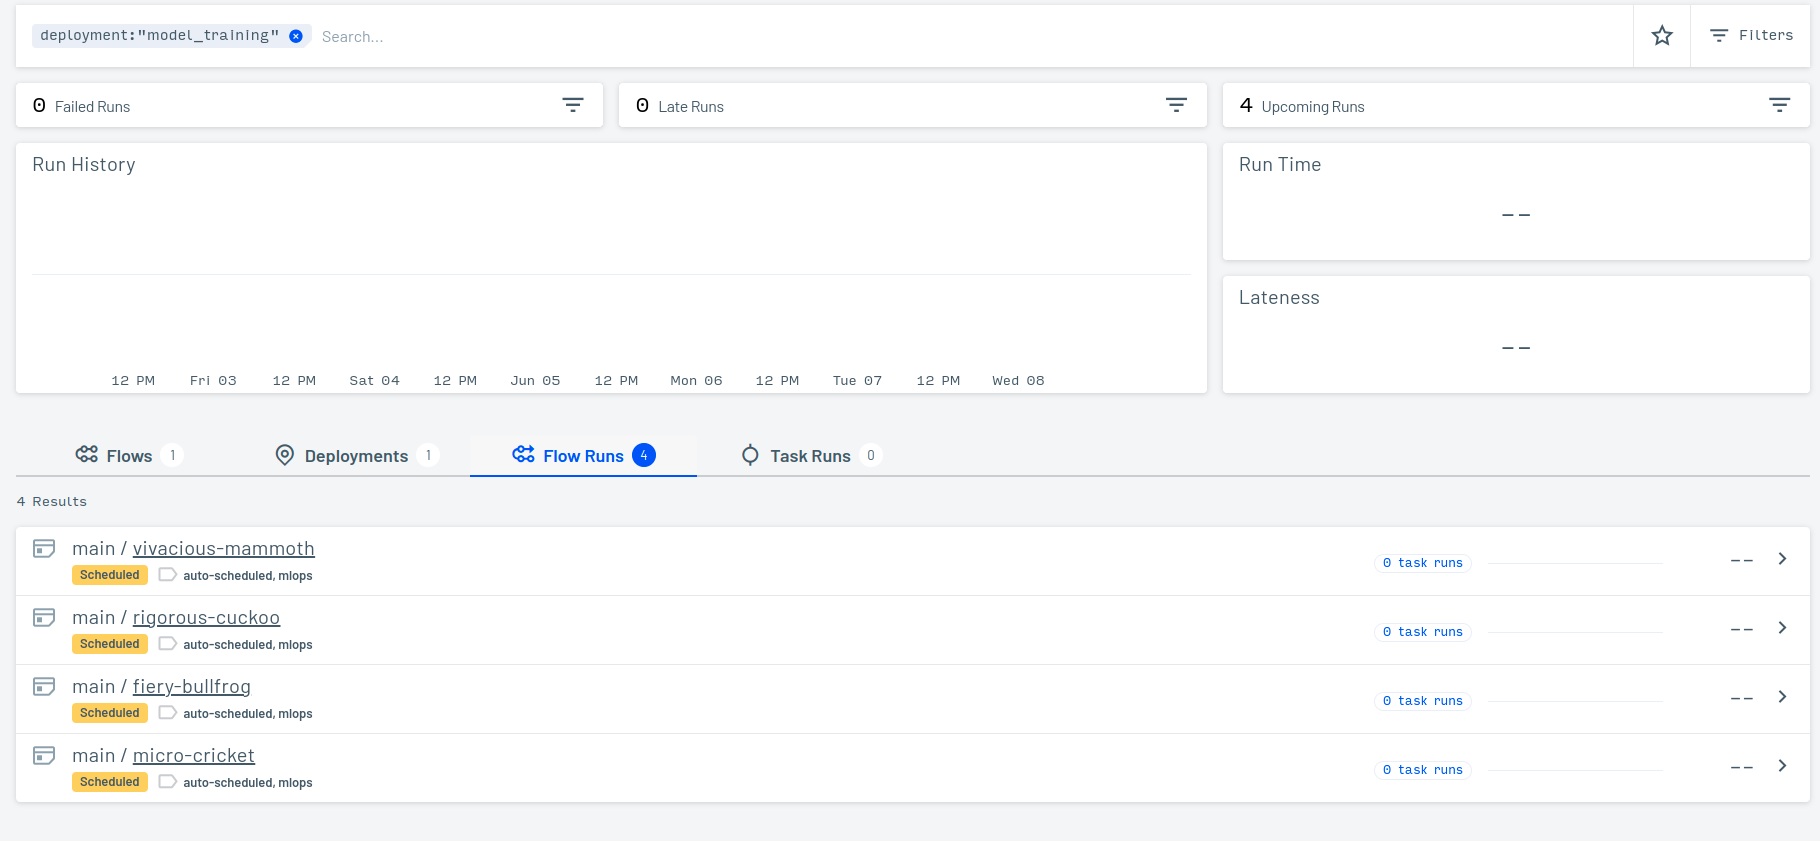 deployment:"model_training" Search... Filters
0 Failed Runs
0 Late Runs
4 Upcoming Runs
Run History
12 PM Fri 03 12 PM Sat 04 12 PM Jun 05 12 PM Mon 06 12 PM Tue 07 12 PM Wed 08
Run Time
--
Lateness
--
Flows 1 Deployments 1 Flow Runs 4 Task Runs 0
4 Results
main / vivacious-mammoth
Scheduled auto-scheduled, mlops
0 task runs --
main / rigorous-cuckoo
Scheduled auto-scheduled, mlops
0 task runs --
main / fiery-bullfrog
Scheduled auto-scheduled, mlops
0 task runs --
main / micro-cricket
Scheduled auto-scheduled, mlops
0 task runs --